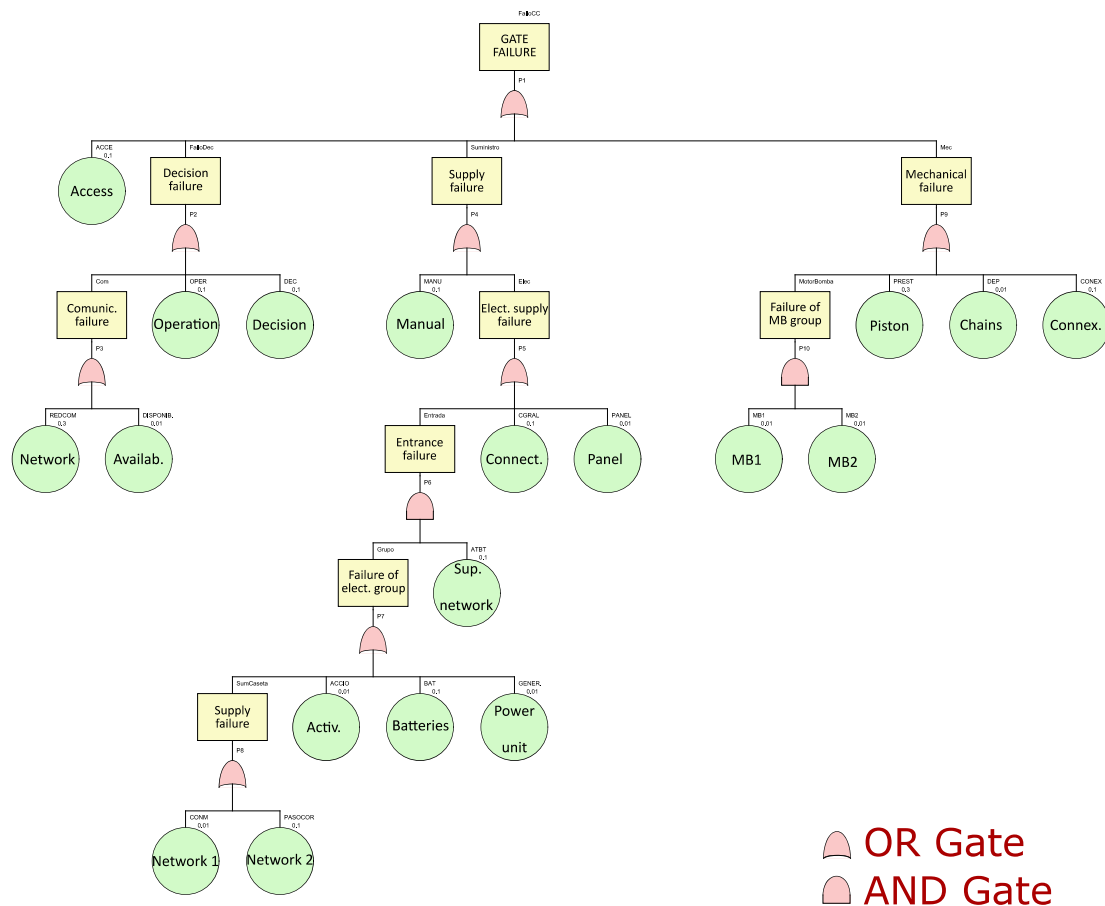 FalloCC
GATE
FAILURE
P1
ACCE
0,1
Access
FalloDec
Decision
failure
P2
Suministro
Supply
failure
P4
Mec
Mechanical
failure
P9
Com
Comunic.
failure
P3
OPER
0,1
Operation
DEC
0,1
Decision
MANU
0,1
Manual
Elec
Elect. supply
failure
P5
MotorBomba
Failure of
MB group
P10
PREST
0,3
Piston
DEP
0,01
Chains
CONEX
0,1
Connex.
REDCOM
0,3
Network
DISPONIB.
0,01
Availab.
Entrada
Entrance
failure
P6
CGRAL
0,1
Connect.
PANEL
0,01
Panel
MB1
0,01
MB1
MB2
0,01
MB2
Grupo
Failure of
elect. group
P7
ATBT
0,1
Sup.
network
SumCaseta
Supply
failure
P8
ACCIO
0,01
Activ.
BAT
0,1
Batteries
GENER.
0,01
Power
unit
CONM
0,01
Network 1
PASOCOR
0,1
Network 2
OR Gate
AND Gate